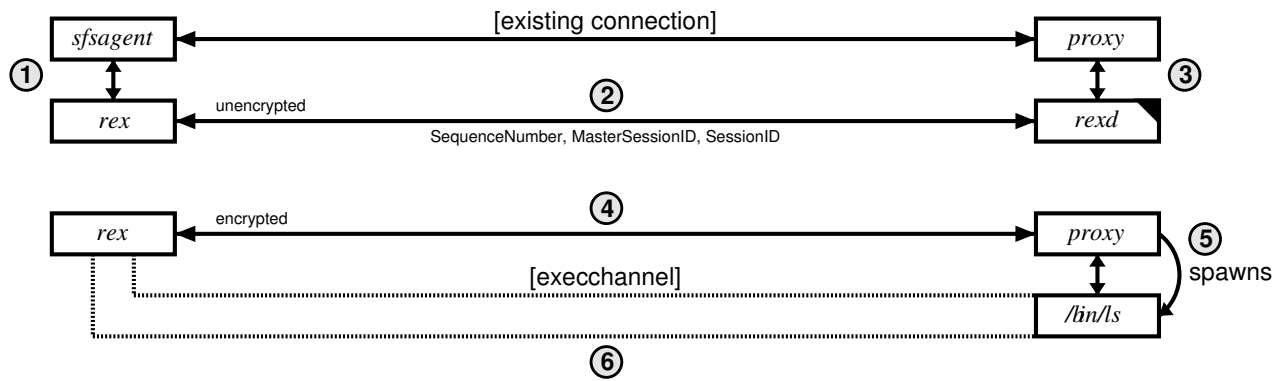 [existing connection]
sfsagent
proxy
1
2
3
unencrypted
rex
rexd
SequenceNumber, MasterSessionID, SessionID
4
encrypted
rex
proxy
5
spawns
[execchannel]
/bin/ls
6